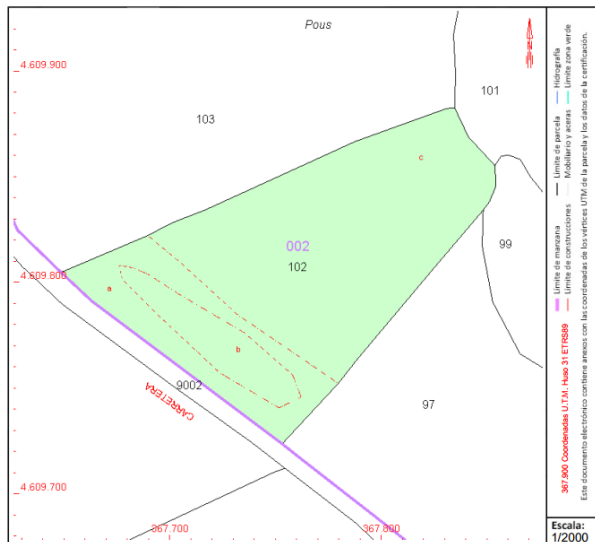 Pous
4.609.900
101
103
c
002
102
99
4.609.800
a
b
9002
CARRETERA
97
4.609.700
367.700
367.800
Límite de manzana
Límite de parcela
Hidrografía
Límite de construcciones
Mobiliario y aceras
Límite zona verde
367.900 Coordenadas U.T.M. Huso 31 ETRS89
Este documento electrónico contiene anexos con las coordenadas de los vértices UTM de la parcela y los datos de la certificación.
Escala:
1/2000